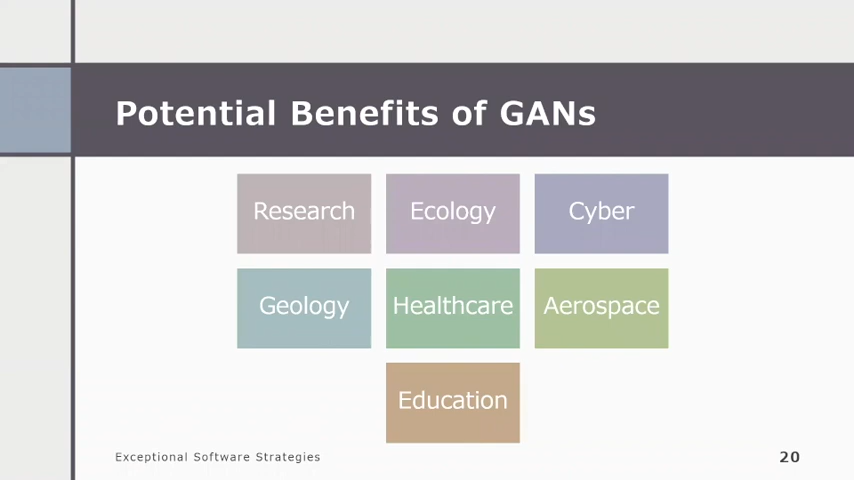 Potential Benefits of GANs
Research
Ecology
Cyber
Geology
Healthcare
Aerospace
Education
Exceptional Software Strategies
20